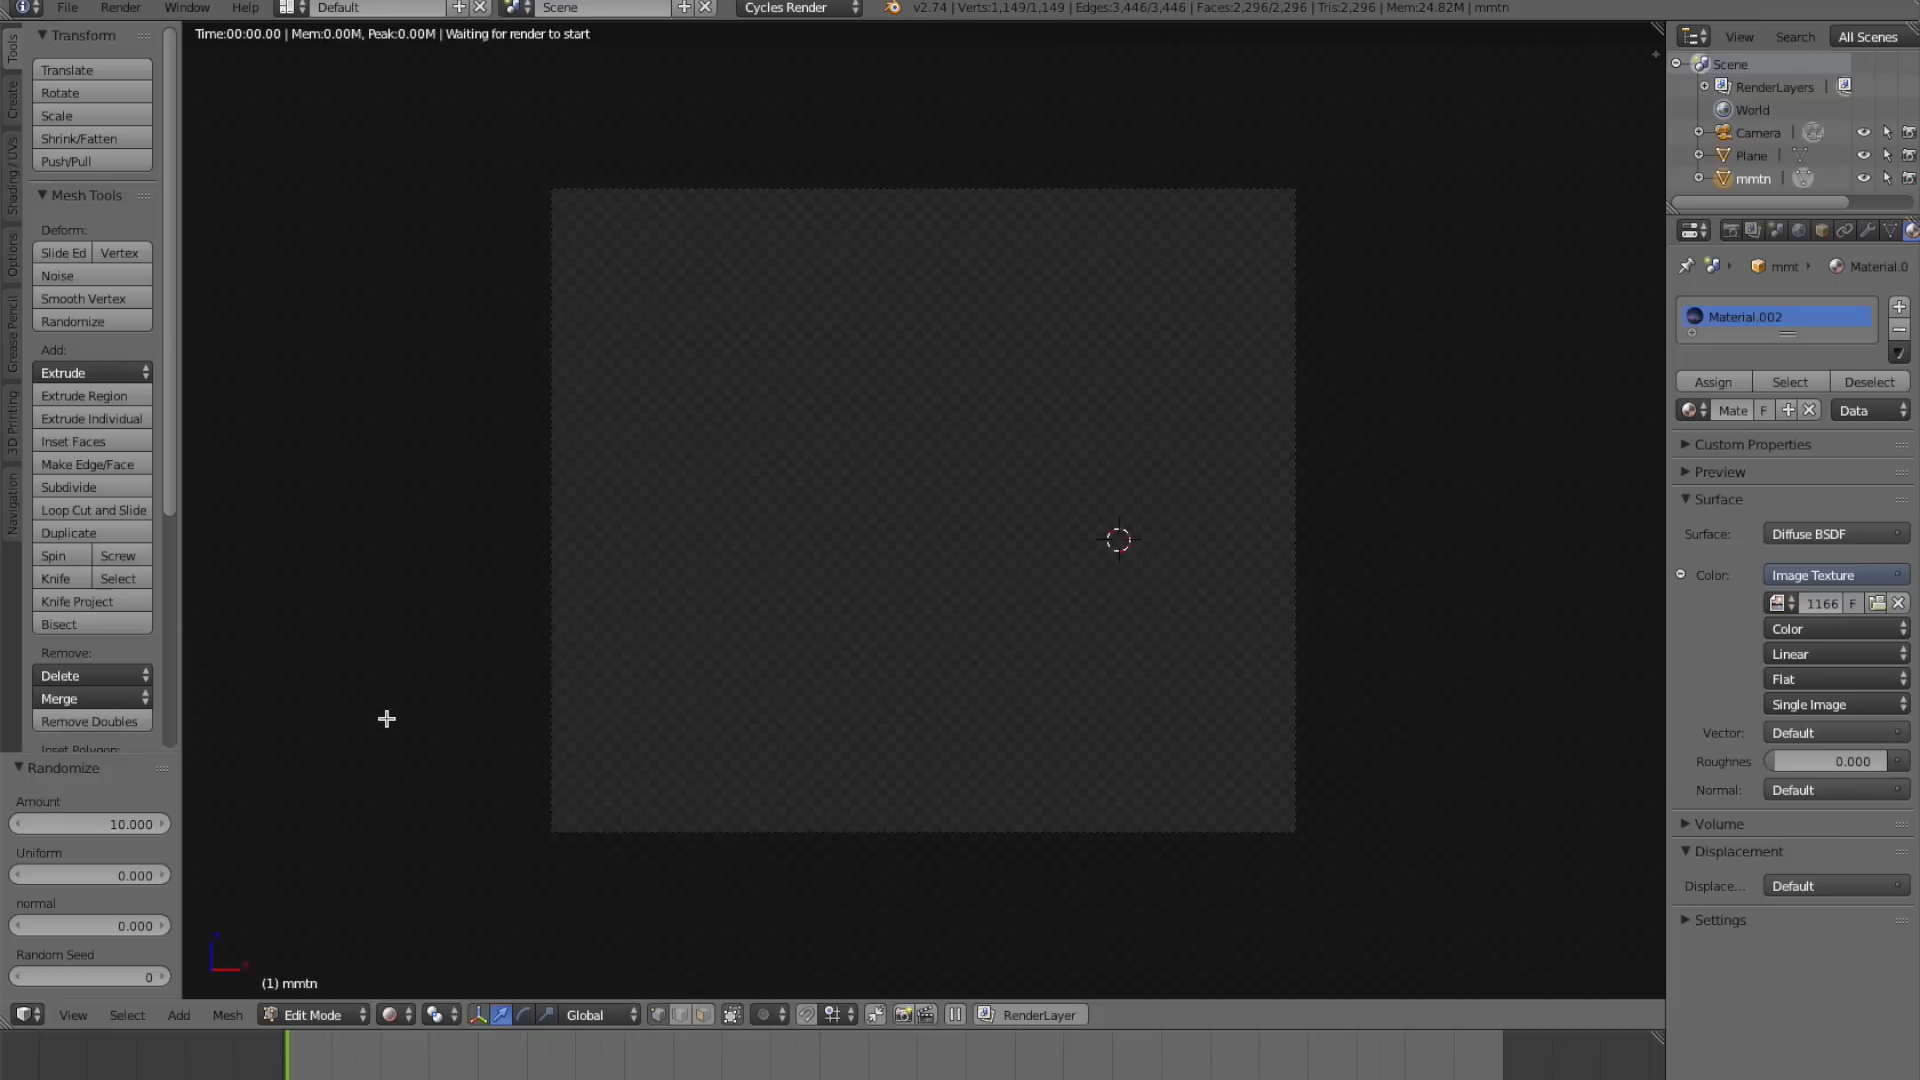 File Render Window Help Default Scene Cycles Render v2.74 | Verts:1,149/1,149 | Edges:3,446/3,446 | Faces:2,296/2,296 | Tris:2,296 | Mem:24.82M | mmtn
Time:00:00.00 | Mem:0.00M, Peak:0.00M | Waiting for render to start
Tools
Create
Shading / UVs
Options
Grease Pencil
3D Printing
Navigation
Transform
Translate
Rotate
Scale
Shrink/Fatten
Push/Pull
Mesh Tools
Deform:
Slide Ed Vertex
Noise
Smooth Vertex
Randomize
Add:
Extrude
Extrude Region
Extrude Individual
Inset Faces
Make Edge/Face
Subdivide
Loop Cut and Slide
Duplicate
Spin Screw
Knife Select
Knife Project
Bisect
Remove:
Delete
Merge
Remove Doubles
Inset Polygon:
Randomize
Amount
10.000
Uniform
0.000
normal
0.000
Random Seed
0
(1) mmtn
View Select Add Mesh Edit Mode Global RenderLayer
View Search All Scenes
Scene
RenderLayers
World
Camera
Plane
mmtn
mmt Material.0
Material.002
Assign Select Deselect
Mate F Data
Custom Properties
Preview
Surface
Surface: Diffuse BSDF
Color: Image Texture
1166 F
Color
Linear
Flat
Single Image
Vector: Default
Roughnes 0.000
Normal: Default
Volume
Displacement
Displace... Default
Settings